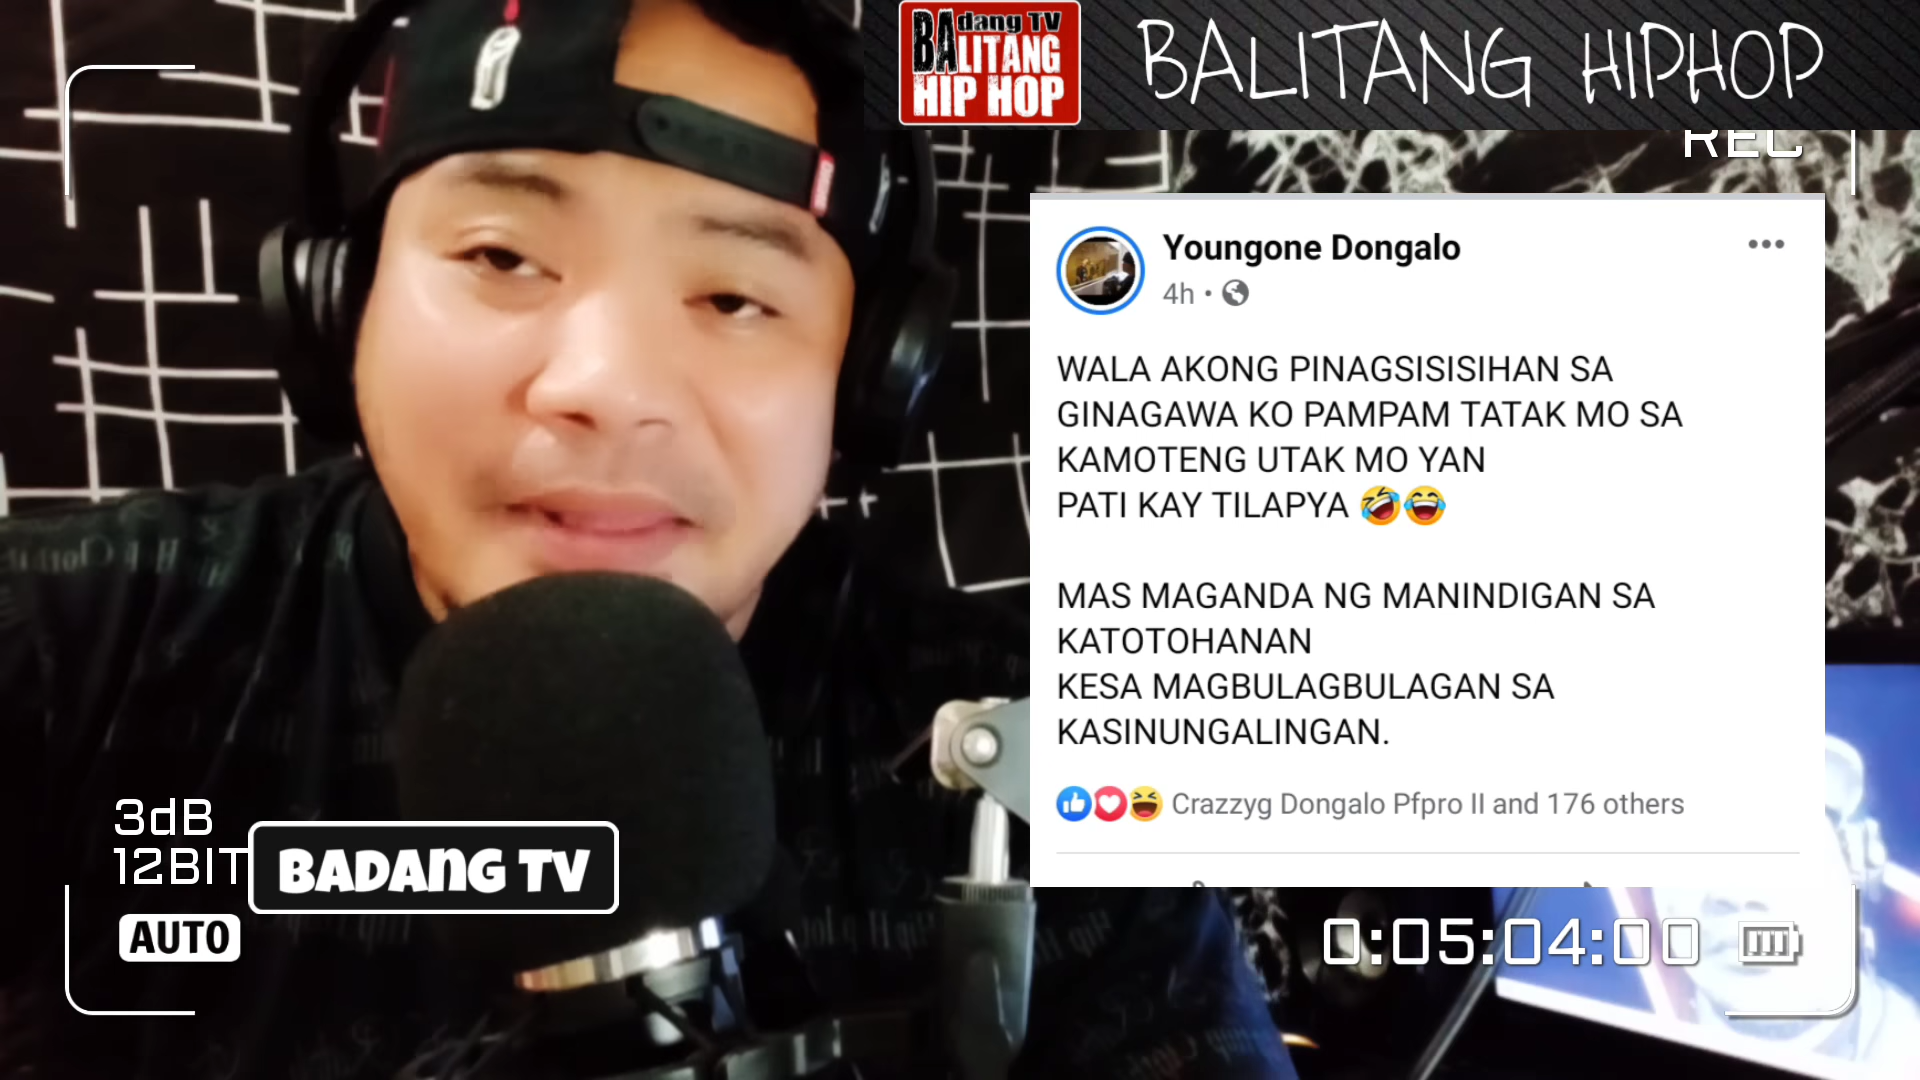 BAdang TV
BALITANG
HIP HOP
BALITANG HIPHOP
REC
Youngone Dongalo
4h
WALA AKONG PINAGSISISIHAN SA
GINAGAWA KO PAMPAM TATAK MO SA
KAMOTENG UTAK MO YAN
PATI KAY TILAPYA 🤣😂
MAS MAGANDA NG MANINDIGAN SA
KATOTOHANAN
KESA MAGBULAGBULAGAN SA
KASINUNGALINGAN.
Crazzyg Dongalo Pfpro II and 176 others
3dB
12BIT
BADANG TV
AUTO
0:05:04:00